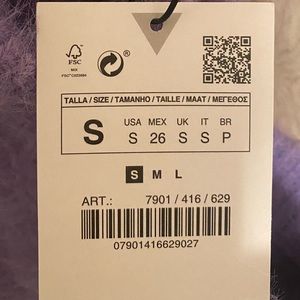 FSC
MIX
TALLA / SIZE / TAMANHO / TAILLE / MAAT / ΜΕΓΕΘΟΣ
S USA MEX UK IT BR
S 26 S S P
S M L
ART.: 7901 / 416 / 629
07901416629027